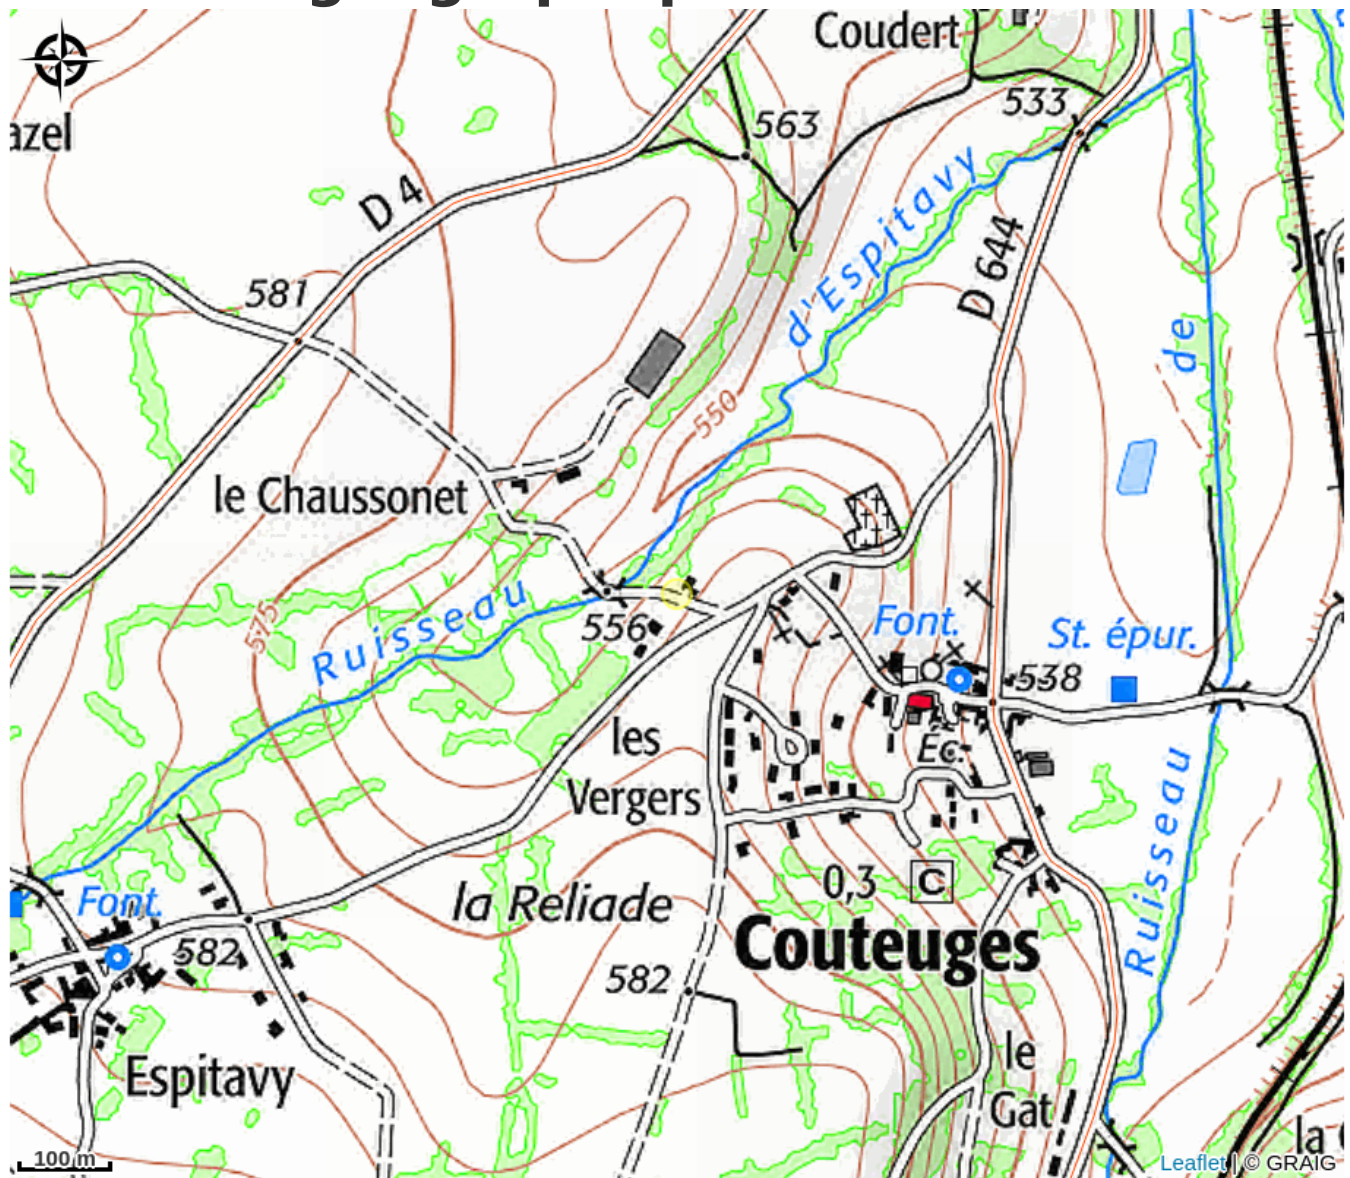 Coudert
533
563
azel
D 4
d'Espitavy
D 644
581
de
550
le Chaussonet
575
Ruisseau
556
Font.
St. épur.
538
les
Vergers
Éc.
Ruisseau
0,3
C
la Reliade
Font.
582
Couteuges
582
le
Gat
Espitavy
la
100 m
Leaflet | © GRAIG